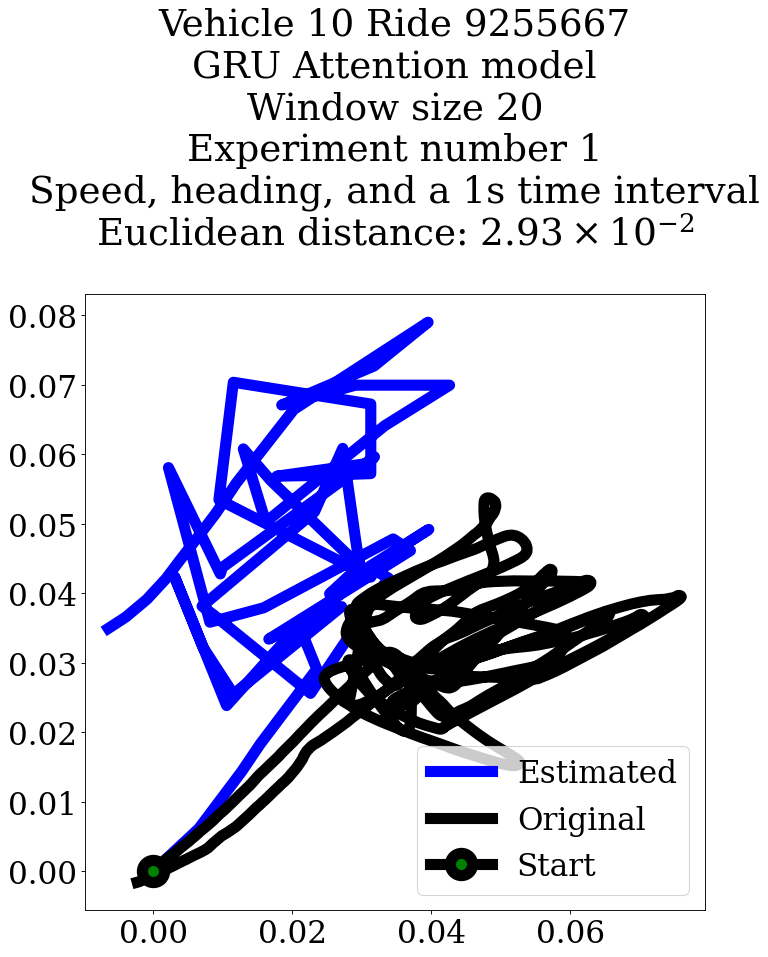 Vehicle 10 Ride 9255667
GRU Attention model
Window size 20
Experiment number 1
Speed, heading, and a 1s time interval
Euclidean distance: 2.93 × 10⁻²
0.08
0.07
0.06
0.05
0.04
0.03
0.02
0.01
0.00
Estimated
Original
Start
0.00 0.02 0.04 0.06